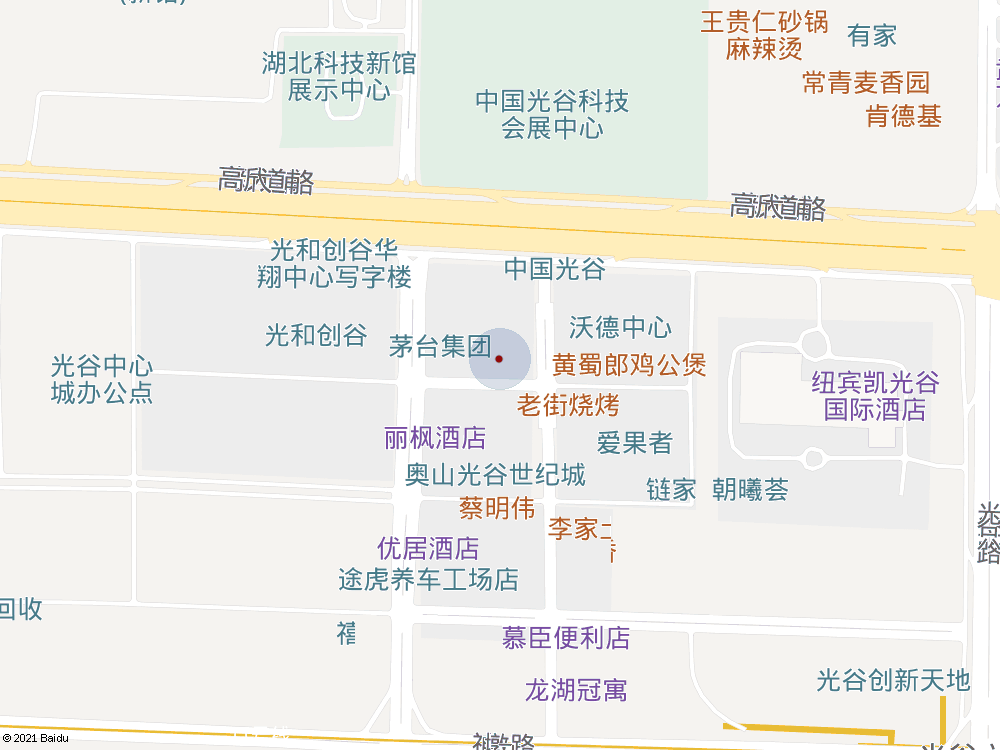 王贵仁砂锅
麻辣烫
有家
湖北科技新馆
展示中心
常青麦香园
肯德基
中国光谷科技
会展中心
光和创谷华
翔中心写字楼
中国光谷
光和创谷
茅台集团
沃德中心
黄蜀郎鸡公煲
光谷中心
城办公点
纽宾凯光谷
国际酒店
老街烧烤
丽枫酒店
爱果者
奥山光谷世纪城
链家
朝曦荟
蔡明伟
李家
光谷路
优居酒店
途虎养车工场店
回收
慕臣便利店
光谷创新天地
龙湖冠寓
© 2021 Baidu